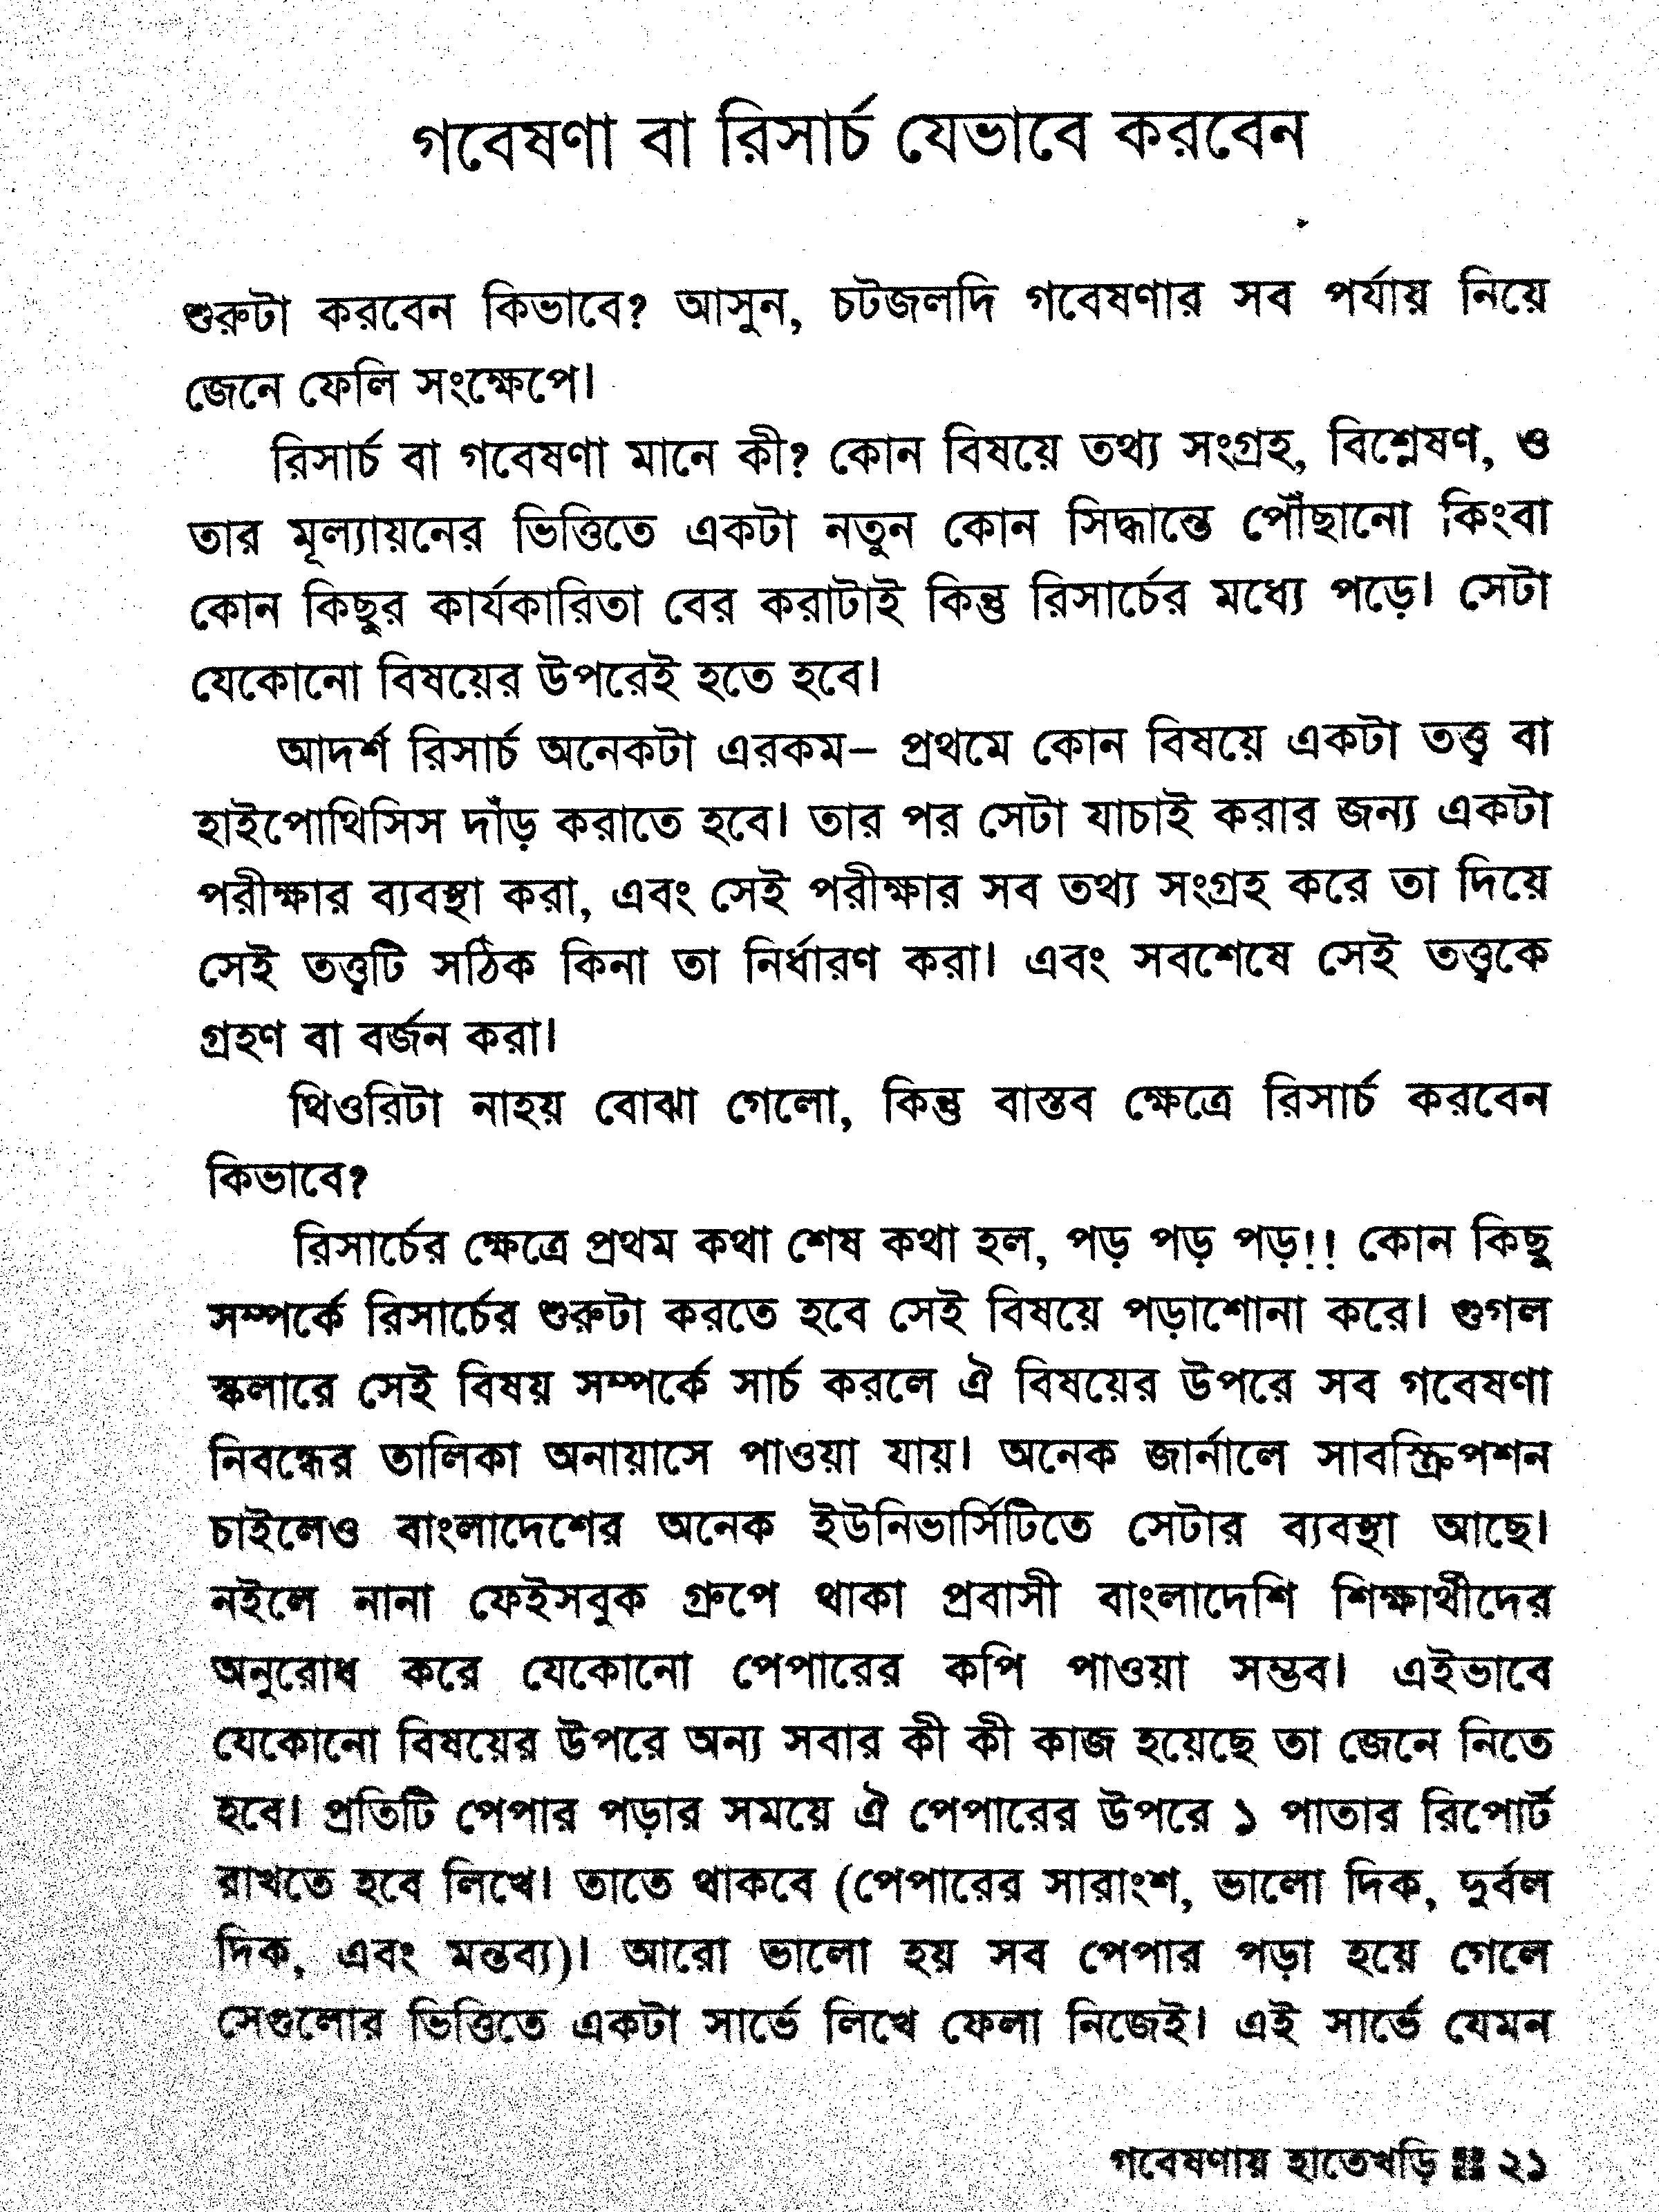 গবেষণা বা রিসার্চ যেভাবে করবেন
শুরুটা করবেন কিভাবে? আসুন, চটজলদি গবেষণার সব পর্যায় নিয়ে
জেনে ফেলি সংক্ষেপে।
রিসার্চ বা গবেষণা মানে কী? কোন বিষয়ে তথ্য সংগ্রহ, বিশ্লেষণ, ও
তার মূল্যায়নের ভিত্তিতে একটা নতুন কোন সিদ্ধান্তে পৌঁছানো কিংবা
কোন কিছুর কার্যকারিতা বের করাটাই কিন্তু রিসার্চের মধ্যে পড়ে। সেটা
যেকোনো বিষয়ের উপরেই হতে হবে।
আদর্শ রিসার্চ অনেকটা এরকম– প্রথমে কোন বিষয়ে একটা তত্ত্ব বা
হাইপোথিসিস দাঁড় করাতে হবে। তার পর সেটা যাচাই করার জন্য একটা
পরীক্ষার ব্যবস্থা করা, এবং সেই পরীক্ষার সব তথ্য সংগ্রহ করে তা দিয়ে
সেই তত্ত্বটি সঠিক কিনা তা নির্ধারণ করা। এবং সবশেষে সেই তত্ত্বকে
গ্রহণ বা বর্জন করা।
থিওরিটা নাহয় বোঝা গেলো, কিন্তু বাস্তব ক্ষেত্রে রিসার্চ করবেন
কিভাবে?
রিসার্চের ক্ষেত্রে প্রথম কথা শেষ কথা হল, পড় পড় পড়!! কোন কিছু
সম্পর্কে রিসার্চের শুরুটা করতে হবে সেই বিষয়ে পড়াশোনা করে। গুগল
স্কলারে সেই বিষয় সম্পর্কে সার্চ করলে ঐ বিষয়ের উপরে সব গবেষণা
নিবন্ধের তালিকা অনায়াসে পাওয়া যায়। অনেক জার্নালে সাবস্ক্রিপশন
চাইলেও বাংলাদেশের অনেক ইউনিভার্সিটিতে সেটার ব্যবস্থা আছে।
নইলে নানা ফেইসবুক গ্রুপে থাকা প্রবাসী বাংলাদেশি শিক্ষার্থীদের
অনুরোধ করে যেকোনো পেপারের কপি পাওয়া সম্ভব। এইভাবে
যেকোনো বিষয়ের উপরে অন্য সবার কী কী কাজ হয়েছে তা জেনে নিতে
হবে। প্রতিটি পেপার পড়ার সময়ে ঐ পেপারের উপরে ১ পাতার রিপোর্ট
রাখতে হবে লিখে। তাতে থাকবে (পেপারের সারাংশ, ভালো দিক, দুর্বল
দিক, এবং মন্তব্য)। আরো ভালো হয় সব পেপার পড়া হয়ে গেলে
সেগুলোর ভিত্তিতে একটা সার্ভে লিখে ফেলা নিজেই। এই সার্ভে যেমন
গবেষণায় হাতেখড়ি ২১